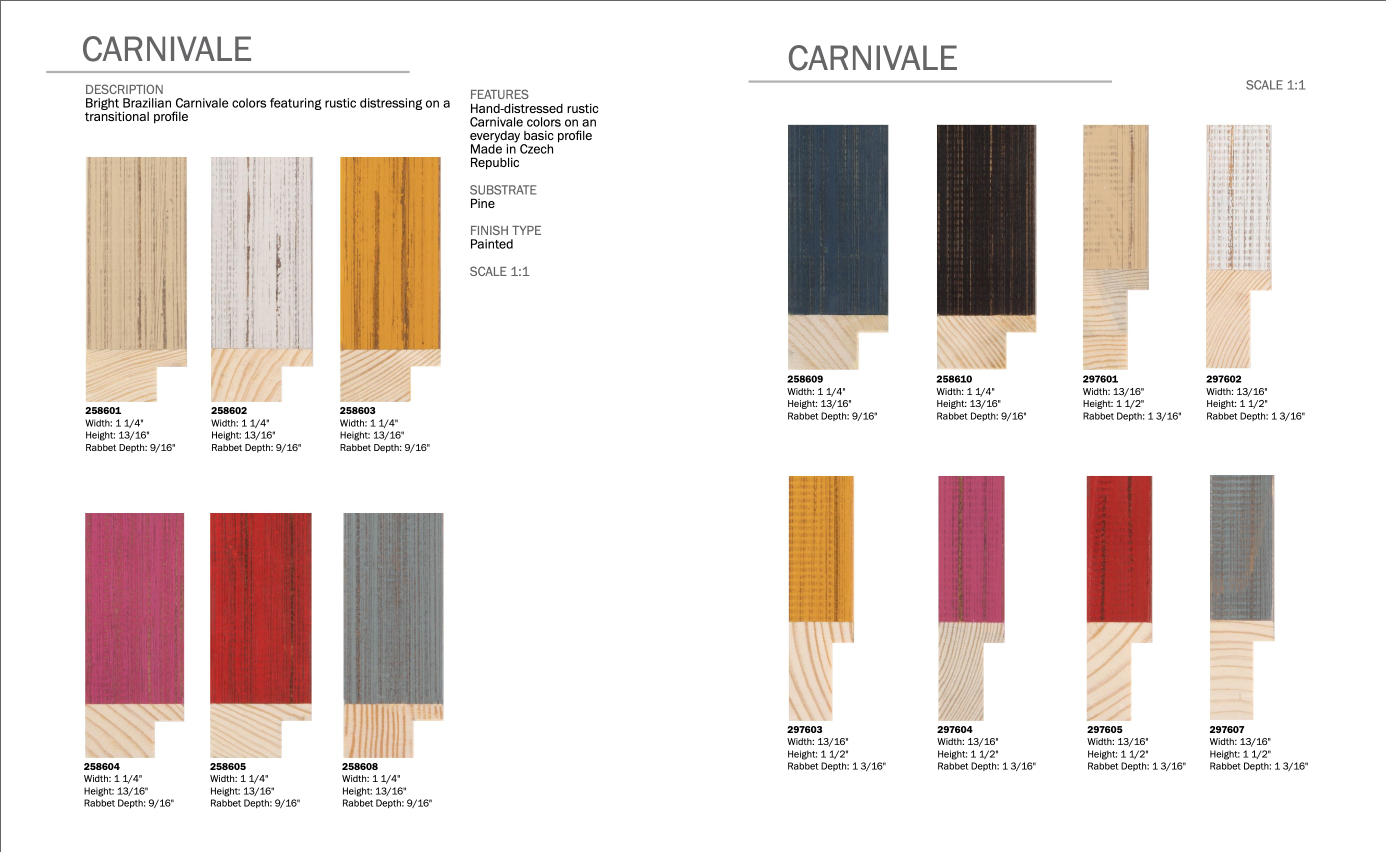 CARNIVALE
DESCRIPTION
Bright Brazilian Carnivale colors featuring rustic distressing on a
transitional profile
FEATURES
Hand-distressed rustic
Carnivale colors on an
everyday basic profile
Made in Czech
Republic
SUBSTRATE
Pine
FINISH TYPE
Painted
SCALE 1:1
258601
Width: 1 1/4"
Height: 13/16"
Rabbet Depth: 9/16"
258602
Width: 1 1/4"
Height: 13/16"
Rabbet Depth: 9/16"
258603
Width: 1 1/4"
Height: 13/16"
Rabbet Depth: 9/16"
258604
Width: 1 1/4"
Height: 13/16"
Rabbet Depth: 9/16"
258605
Width: 1 1/4"
Height: 13/16"
Rabbet Depth: 9/16"
258608
Width: 1 1/4"
Height: 13/16"
Rabbet Depth: 9/16"
CARNIVALE
SCALE 1:1
258609
Width: 1 1/4"
Height: 13/16"
Rabbet Depth: 9/16"
258610
Width: 1 1/4"
Height: 13/16"
Rabbet Depth: 9/16"
297601
Width: 13/16"
Height: 1 1/2"
Rabbet Depth: 1 3/16"
297602
Width: 13/16"
Height: 1 1/2"
Rabbet Depth: 1 3/16"
297603
Width: 13/16"
Height: 1 1/2"
Rabbet Depth: 1 3/16"
297604
Width: 13/16"
Height: 1 1/2"
Rabbet Depth: 1 3/16"
297605
Width: 13/16"
Height: 1 1/2"
Rabbet Depth: 1 3/16"
297607
Width: 13/16"
Height: 1 1/2"
Rabbet Depth: 1 3/16"